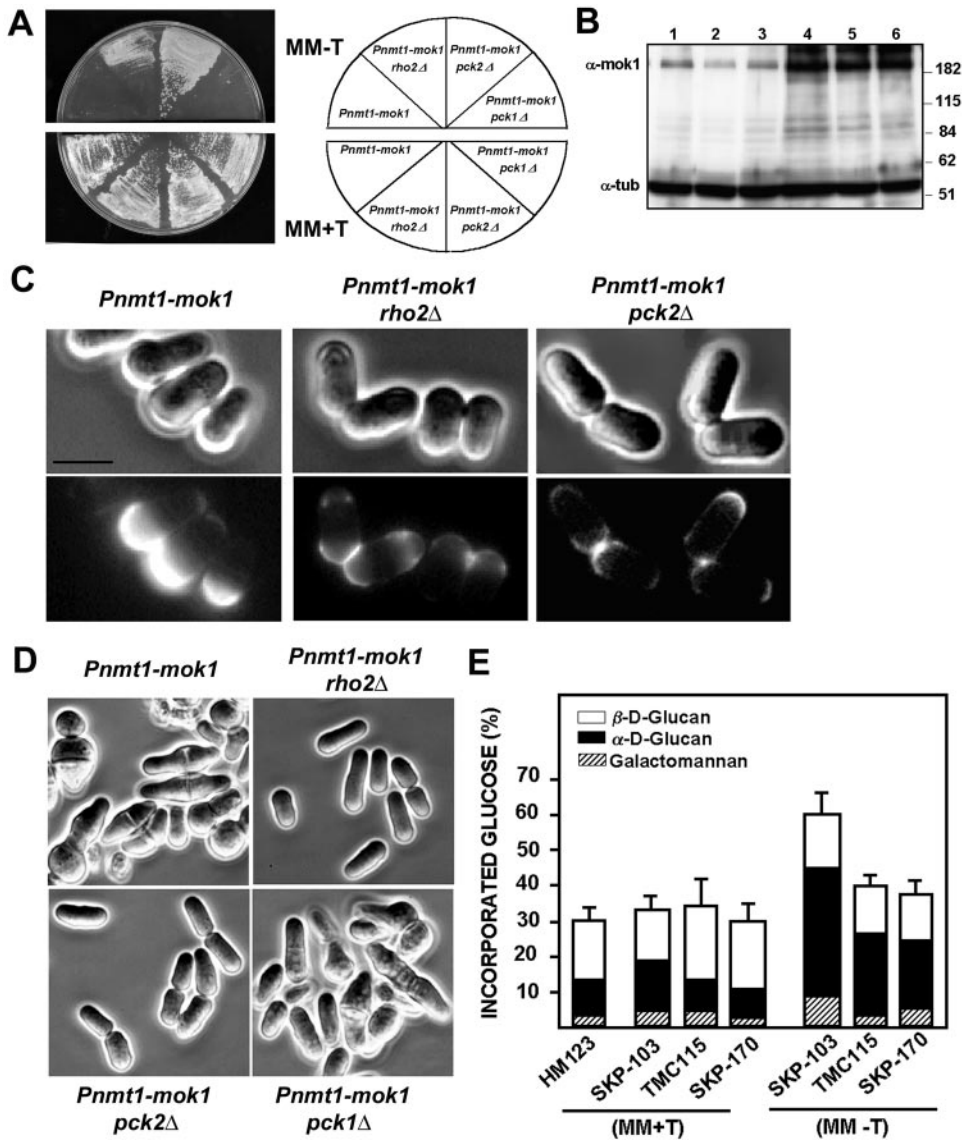 A
MM-T
Pnmt1-mok1
rho2Δ
Pnmt1-mok1
pck2Δ
Pnmt1-mok1
Pnmt1-mok1
pck1Δ
Pnmt1-mok1
Pnmt1-mok1
pck1Δ
MM+T
Pnmt1-mok1
rho2Δ
Pnmt1-mok1
pck2Δ
B
1 2 3 4 5 6
α-mok1
182
115
84
62
α-tub
51
C
Pnmt1-mok1
Pnmt1-mok1
rho2Δ
Pnmt1-mok1
pck2Δ
D
Pnmt1-mok1
Pnmt1-mok1
rho2Δ
Pnmt1-mok1
pck2Δ
Pnmt1-mok1
pck1Δ
E
INCORPORATED GLUCOSE (%)
β-D-Glucan
α-D-Glucan
Galactomannan
70
60
50
40
30
20
10
HM123
SKP-103
TMC115
SKP-170
SKP-103
TMC115
SKP-170
(MM+T)
(MM -T)